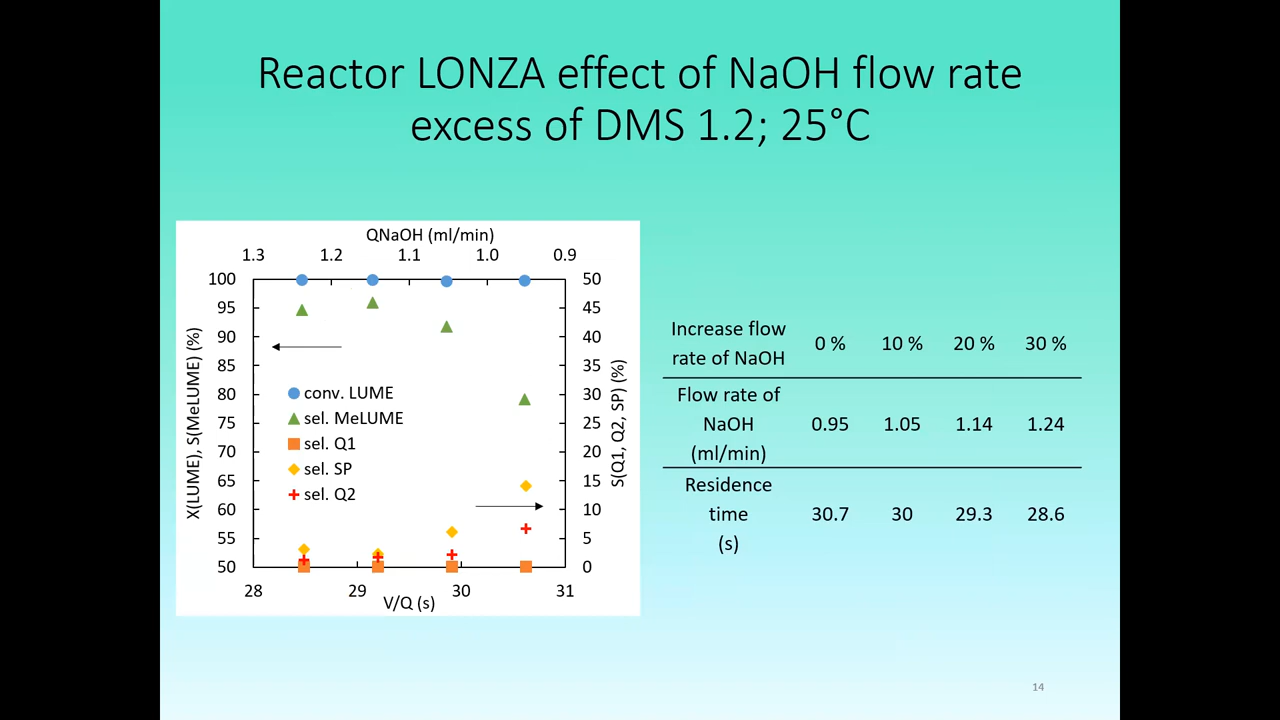 Reactor LONZA effect of NaOH flow rate
excess of DMS 1.2; 25°C
QNaOH (ml/min)
1.3 1.2 1.1 1.0 0.9
100
95
90
85
80
75
70
65
60
55
50
X(LUME), S(MeLUME) (%)
conv. LUME
sel. MeLUME
sel. Q1
sel. SP
sel. Q2
50
45
40
35
30
25
20
15
10
5
0
S(Q1, Q2, SP) (%)
28 29 30 31
V/Q (s)
Increase flow
rate of NaOH
0 % 10 % 20 % 30 %
Flow rate of
NaOH
(ml/min)
0.95 1.05 1.14 1.24
Residence
time
(s)
30.7 30 29.3 28.6
14